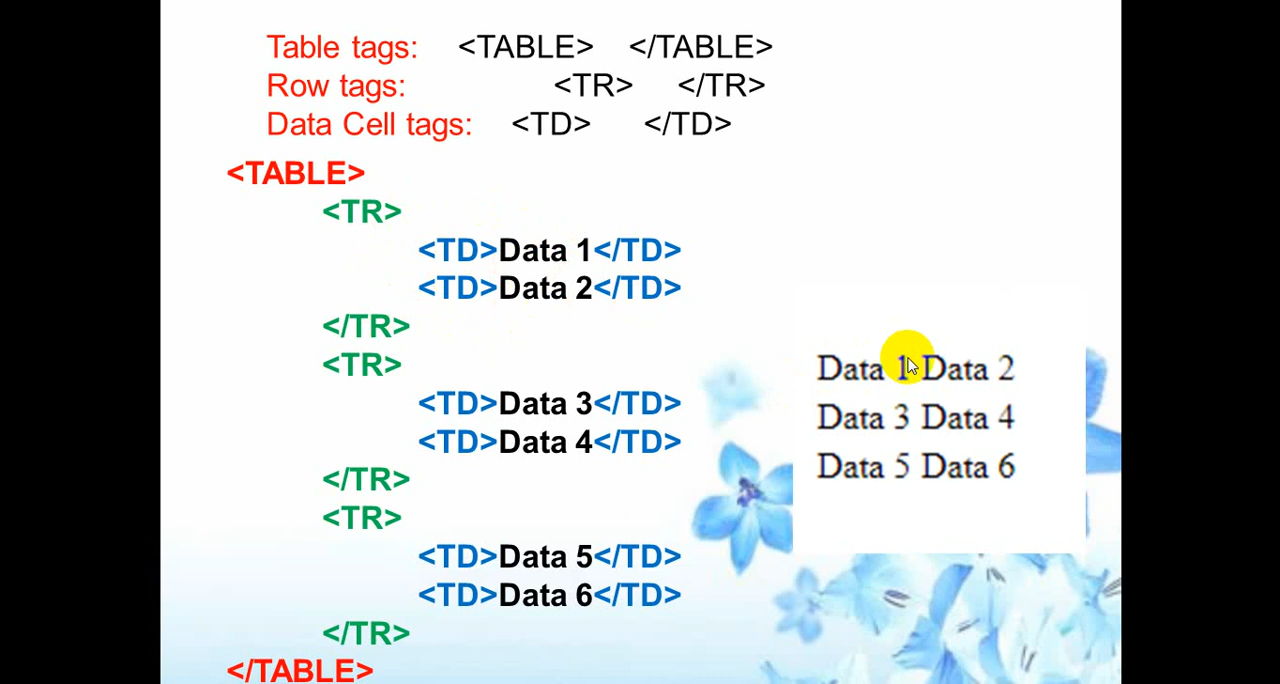 Table tags: <TABLE> </TABLE>
Row tags: <TR> </TR>
Data Cell tags: <TD> </TD>
<TABLE>
<TR>
<TD>Data 1</TD>
<TD>Data 2</TD>
</TR>
<TR>
<TD>Data 3</TD>
<TD>Data 4</TD>
</TR>
<TR>
<TD>Data 5</TD>
<TD>Data 6</TD>
</TR>
</TABLE>
Data 1 Data 2
Data 3 Data 4
Data 5 Data 6